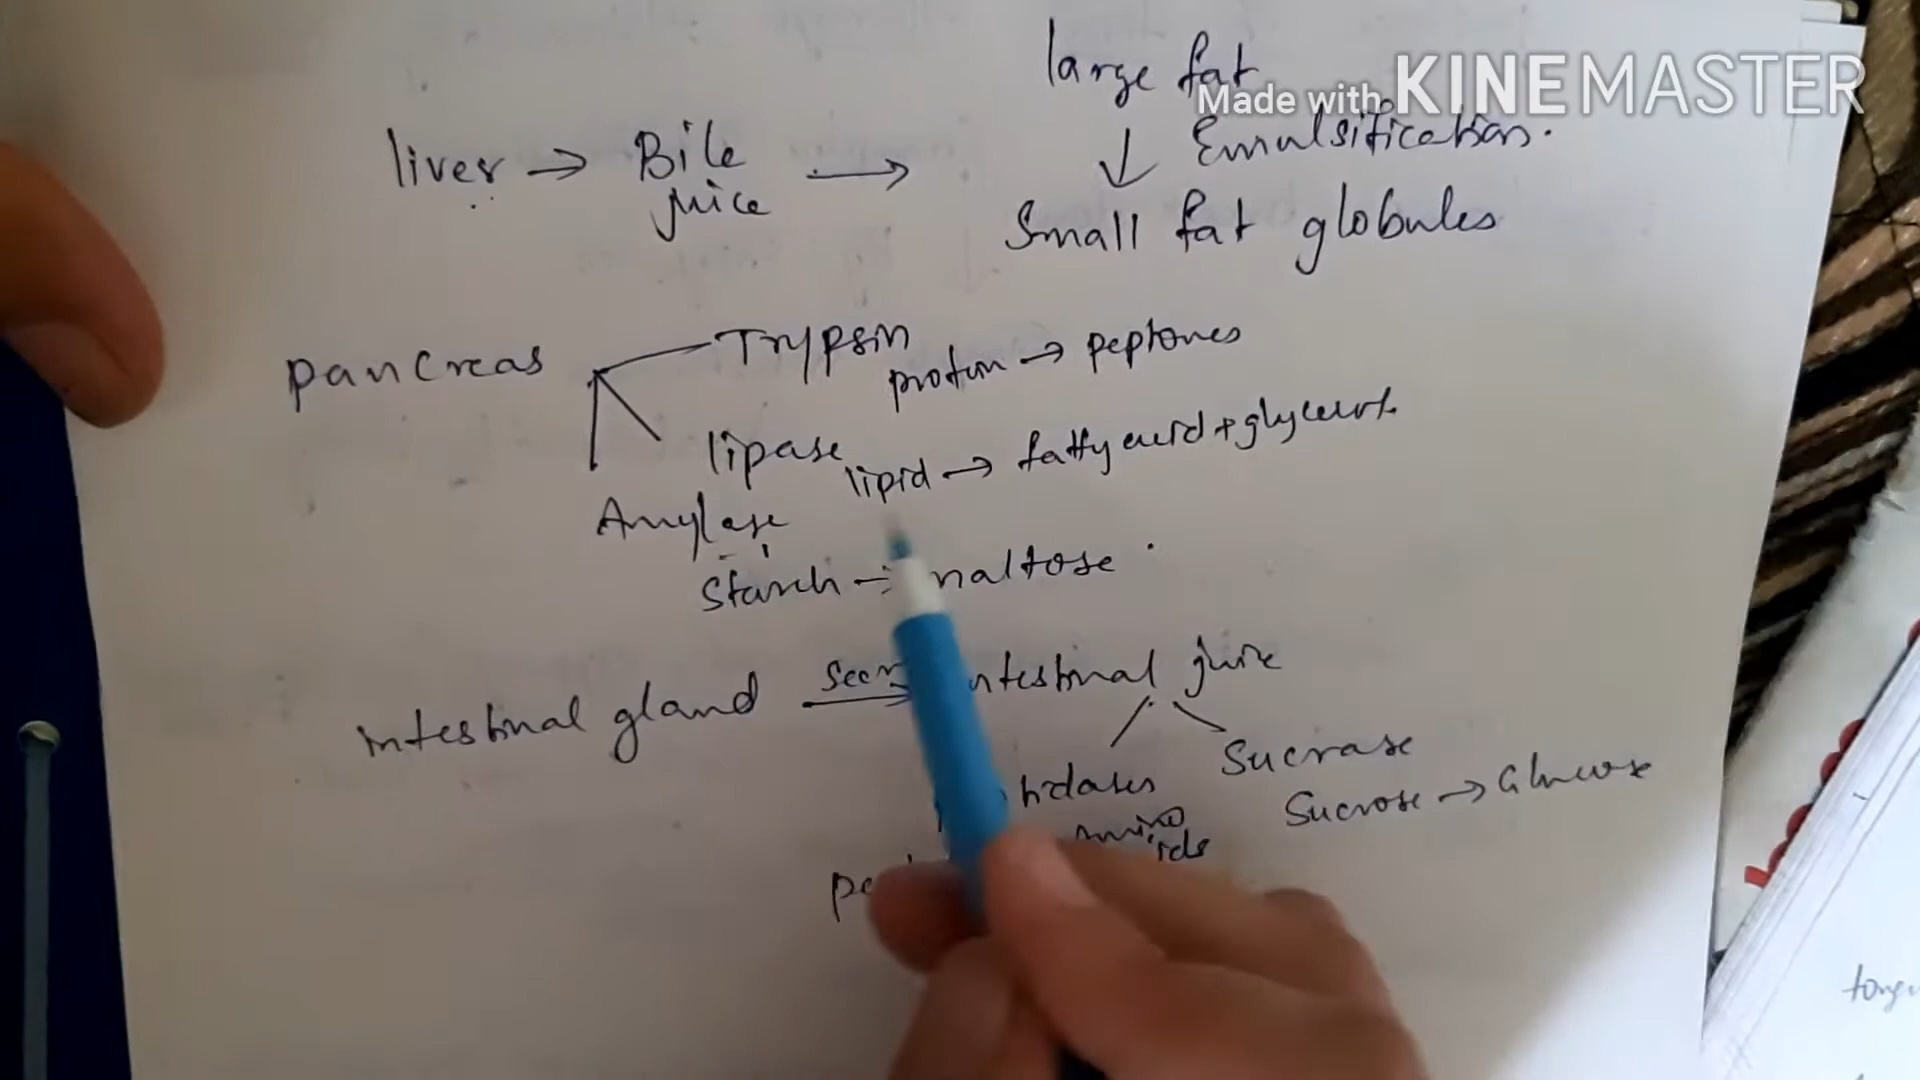 large fat
Made with KINEMASTER
liver → Bile juice →
↓ Emulsification.
Small fat globules
pancreas
Trypsin
protein → peptones
lipase
lipid → fatty acid + glycerol
Amylase
Starch → maltose
intestinal gland → intestinal juice
Sucrase
Sucrose → Glucose
amino